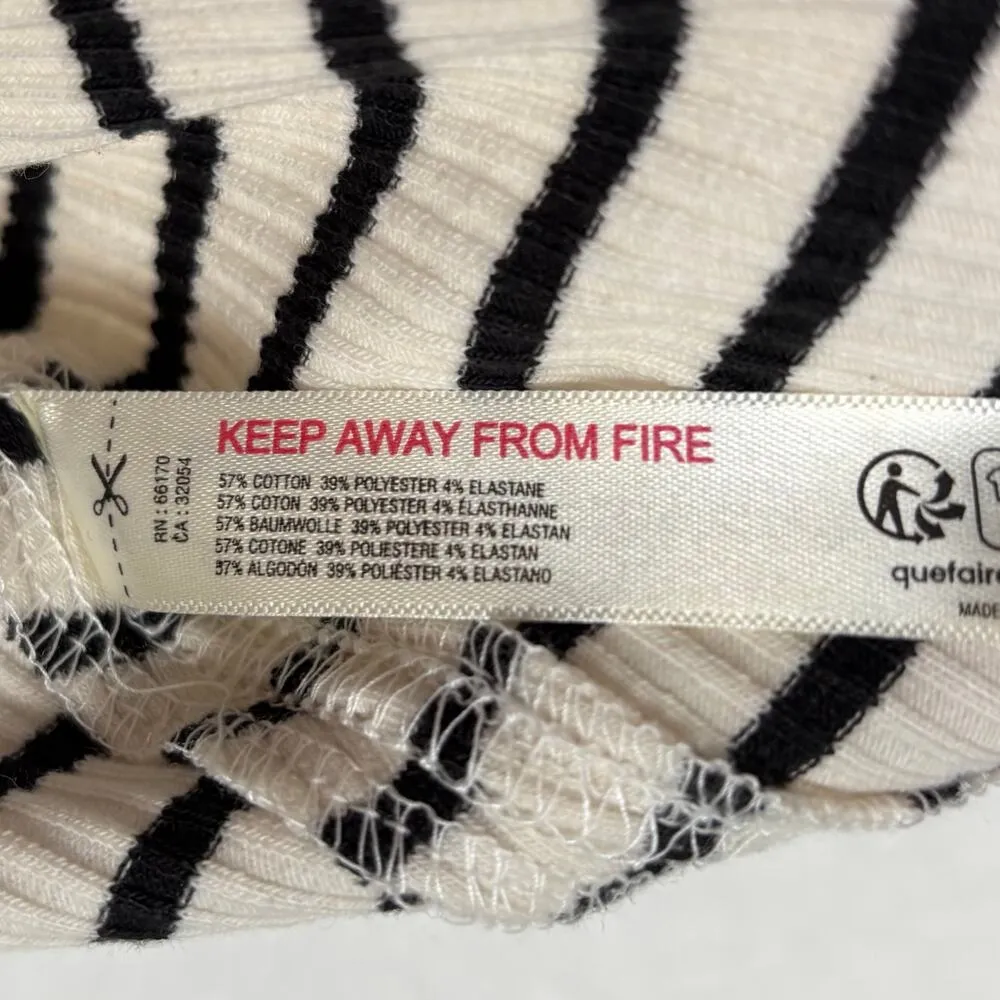 KEEP AWAY FROM FIRE
RN : 66170
CA : 32054
57% COTTON 39% POLYESTER 4% ELASTANE
57% COTON 39% POLYESTER 4% ÉLASTHANNE
57% BAUMWOLLE 39% POLYESTER 4% ELASTAN
57% COTONE 39% POLIESTERE 4% ELASTAN
57% ALGODÓN 39% POLIÉSTER 4% ELASTANO
quefaire
MADE